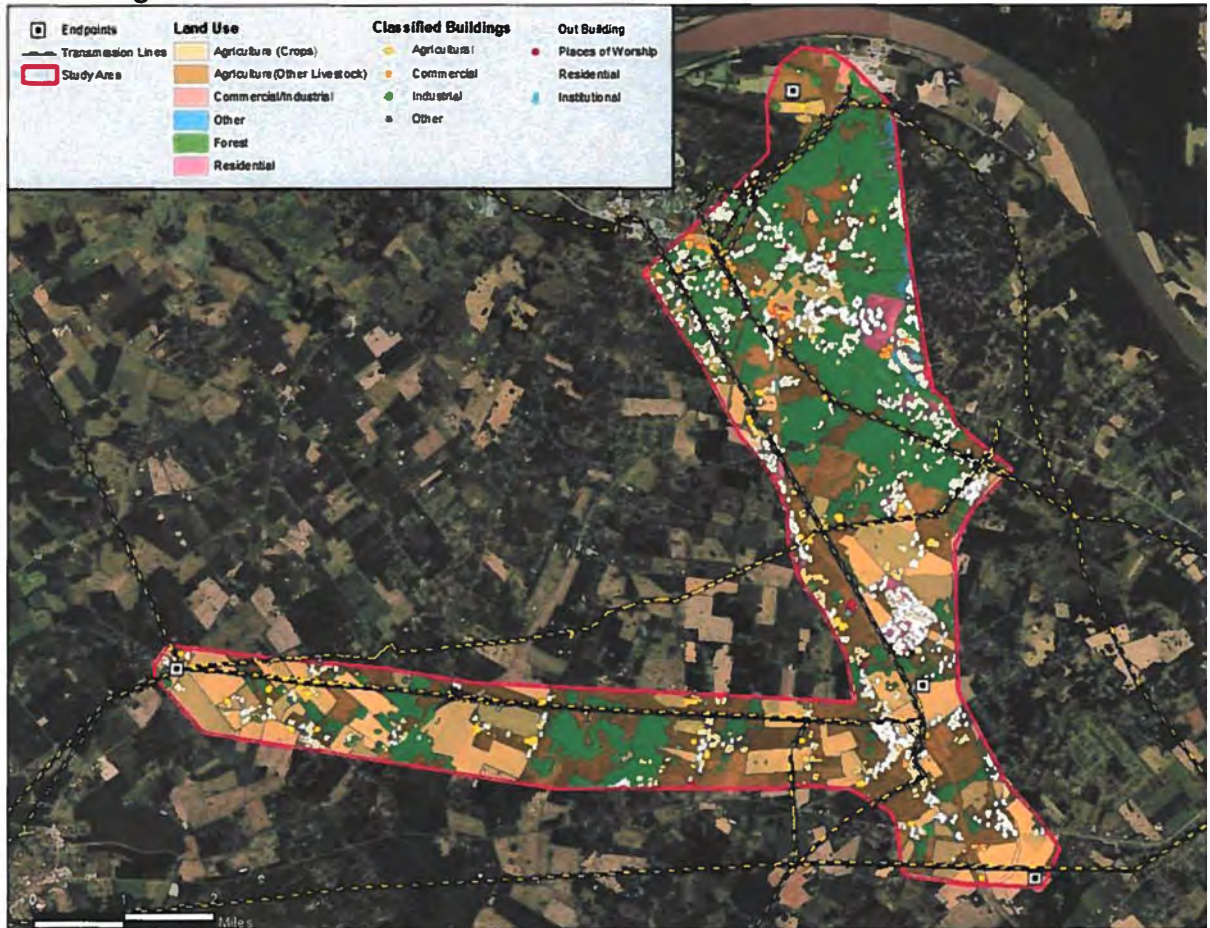 Endpoints
Transmission Lines
Study Area
Land Use
Agriculture (Crops)
Agriculture(Other Livestock)
Commercial/Industrial
Other
Forest
Residential
Classified Buildings
Agricultural
Commercial
Industrial
Other
Out Building
Places of Worship
Residential
Institutional
0 1 2
Miles